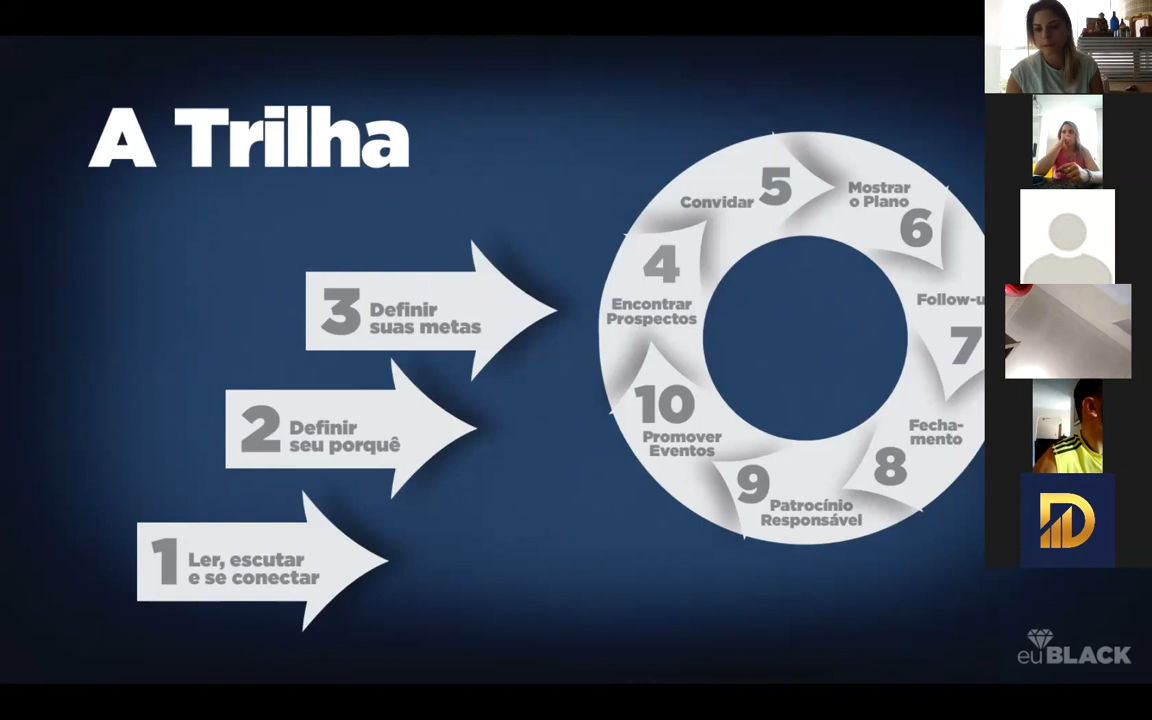 A Trilha
3 Definir
suas metas
2 Definir
seu porquê
1 Ler, escutar
e se conectar
4
Encontrar
Prospectos
Convidar 5
Mostrar
o Plano
6
Follow-u
7
Fecha-
mento
8
9
Patrocínio
Responsável
10
Promover
Eventos
D
euBLACK